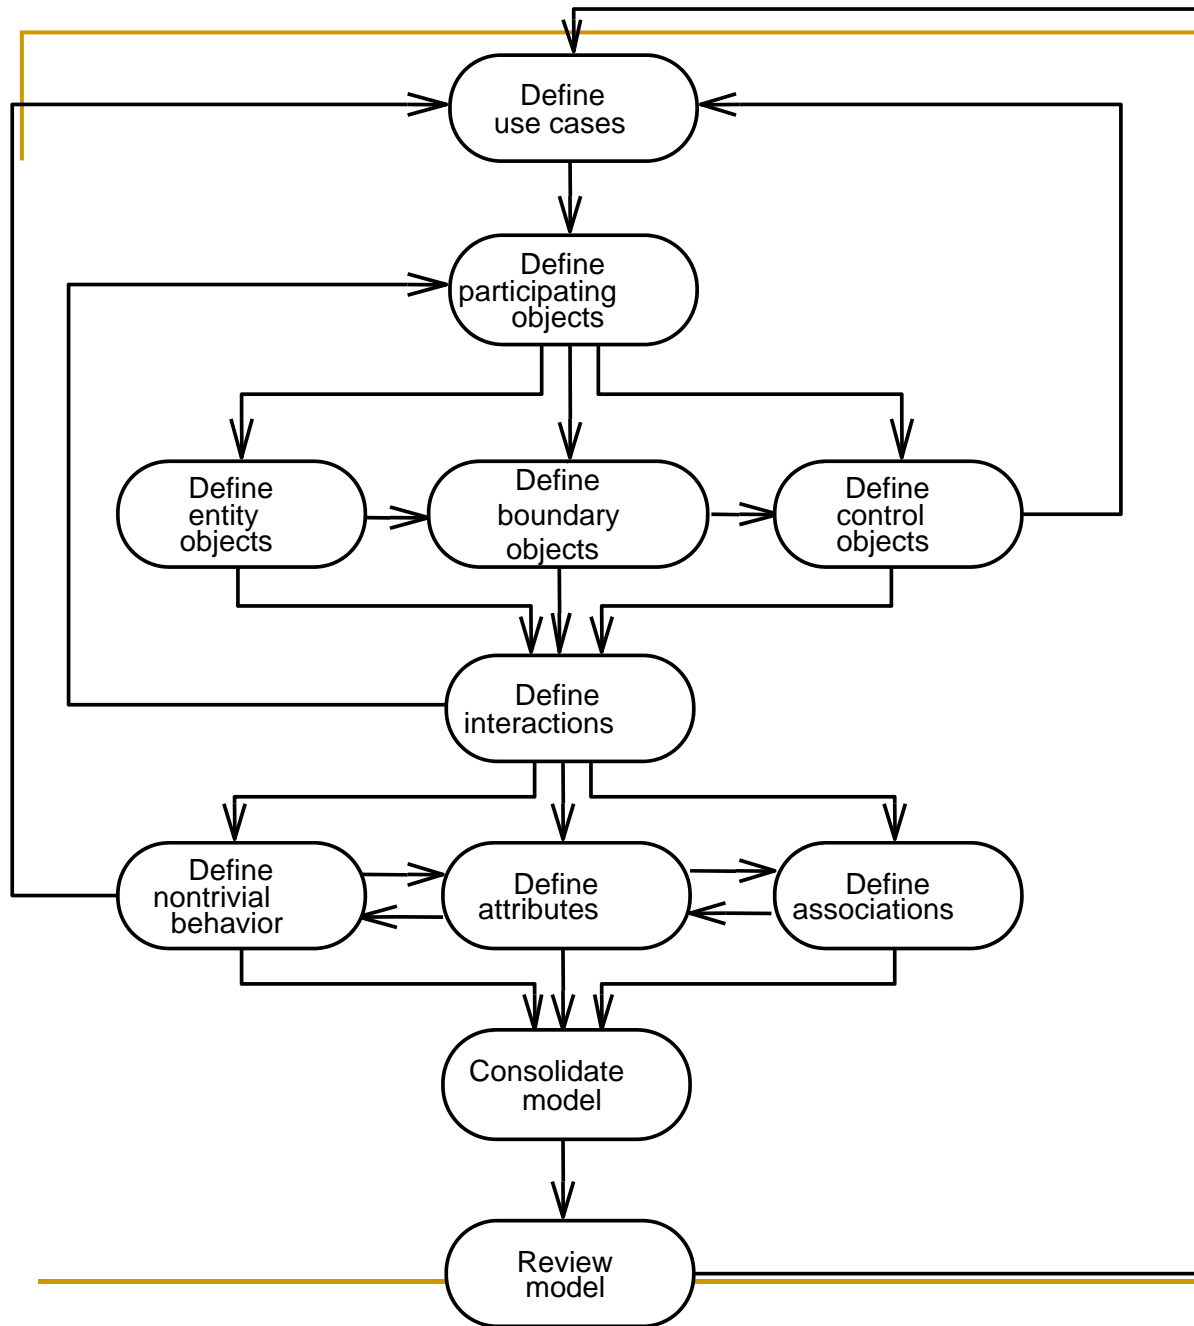 Define
use cases
Define
participating
objects
Define
entity
objects
Define
boundary
objects
Define
control
objects
Define
interactions
Define
nontrivial
behavior
Define
attributes
Define
associations
Consolidate
model
Review
model